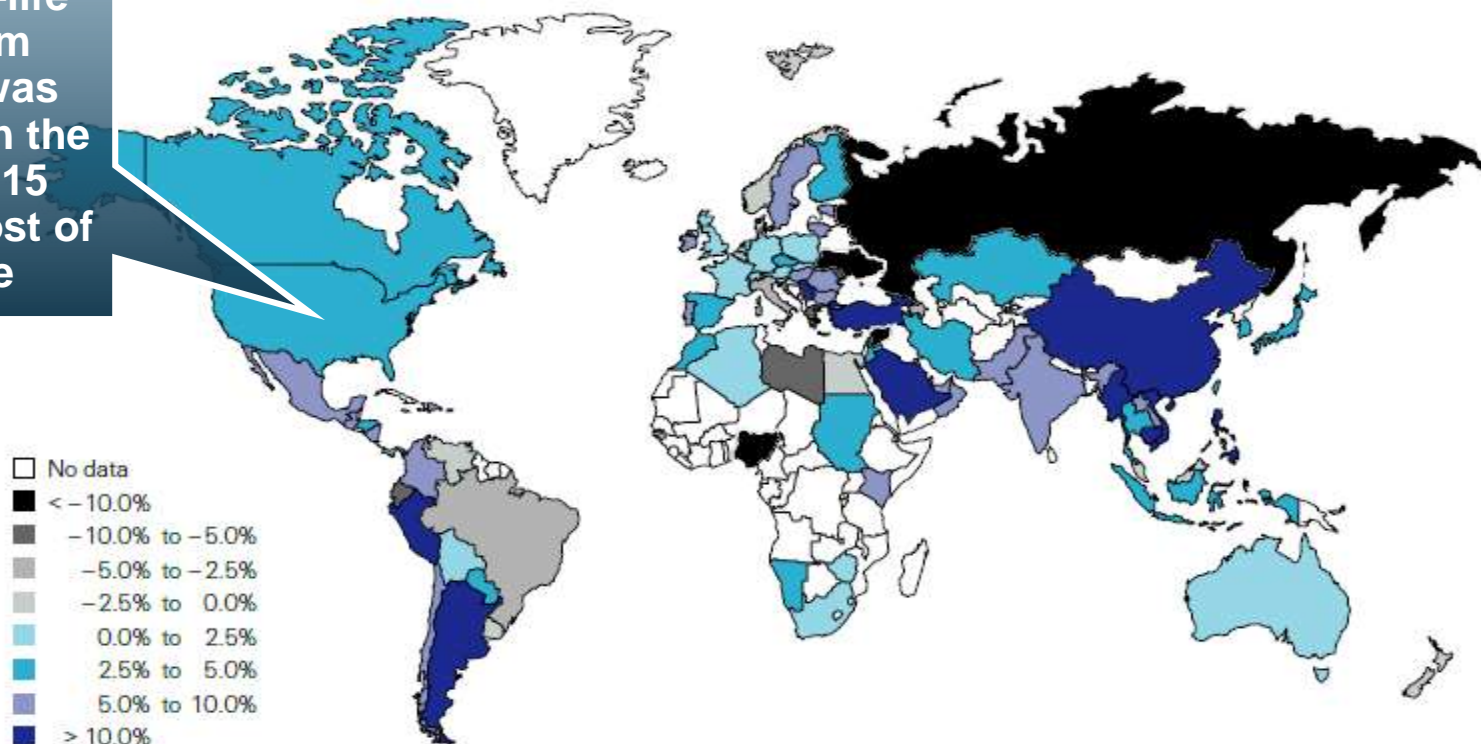 -life
m
was
n the
15
ost of
e
No data
< −10.0%
−10.0% to −5.0%
−5.0% to −2.5%
−2.5% to 0.0%
0.0% to 2.5%
2.5% to 5.0%
5.0% to 10.0%
> 10.0%